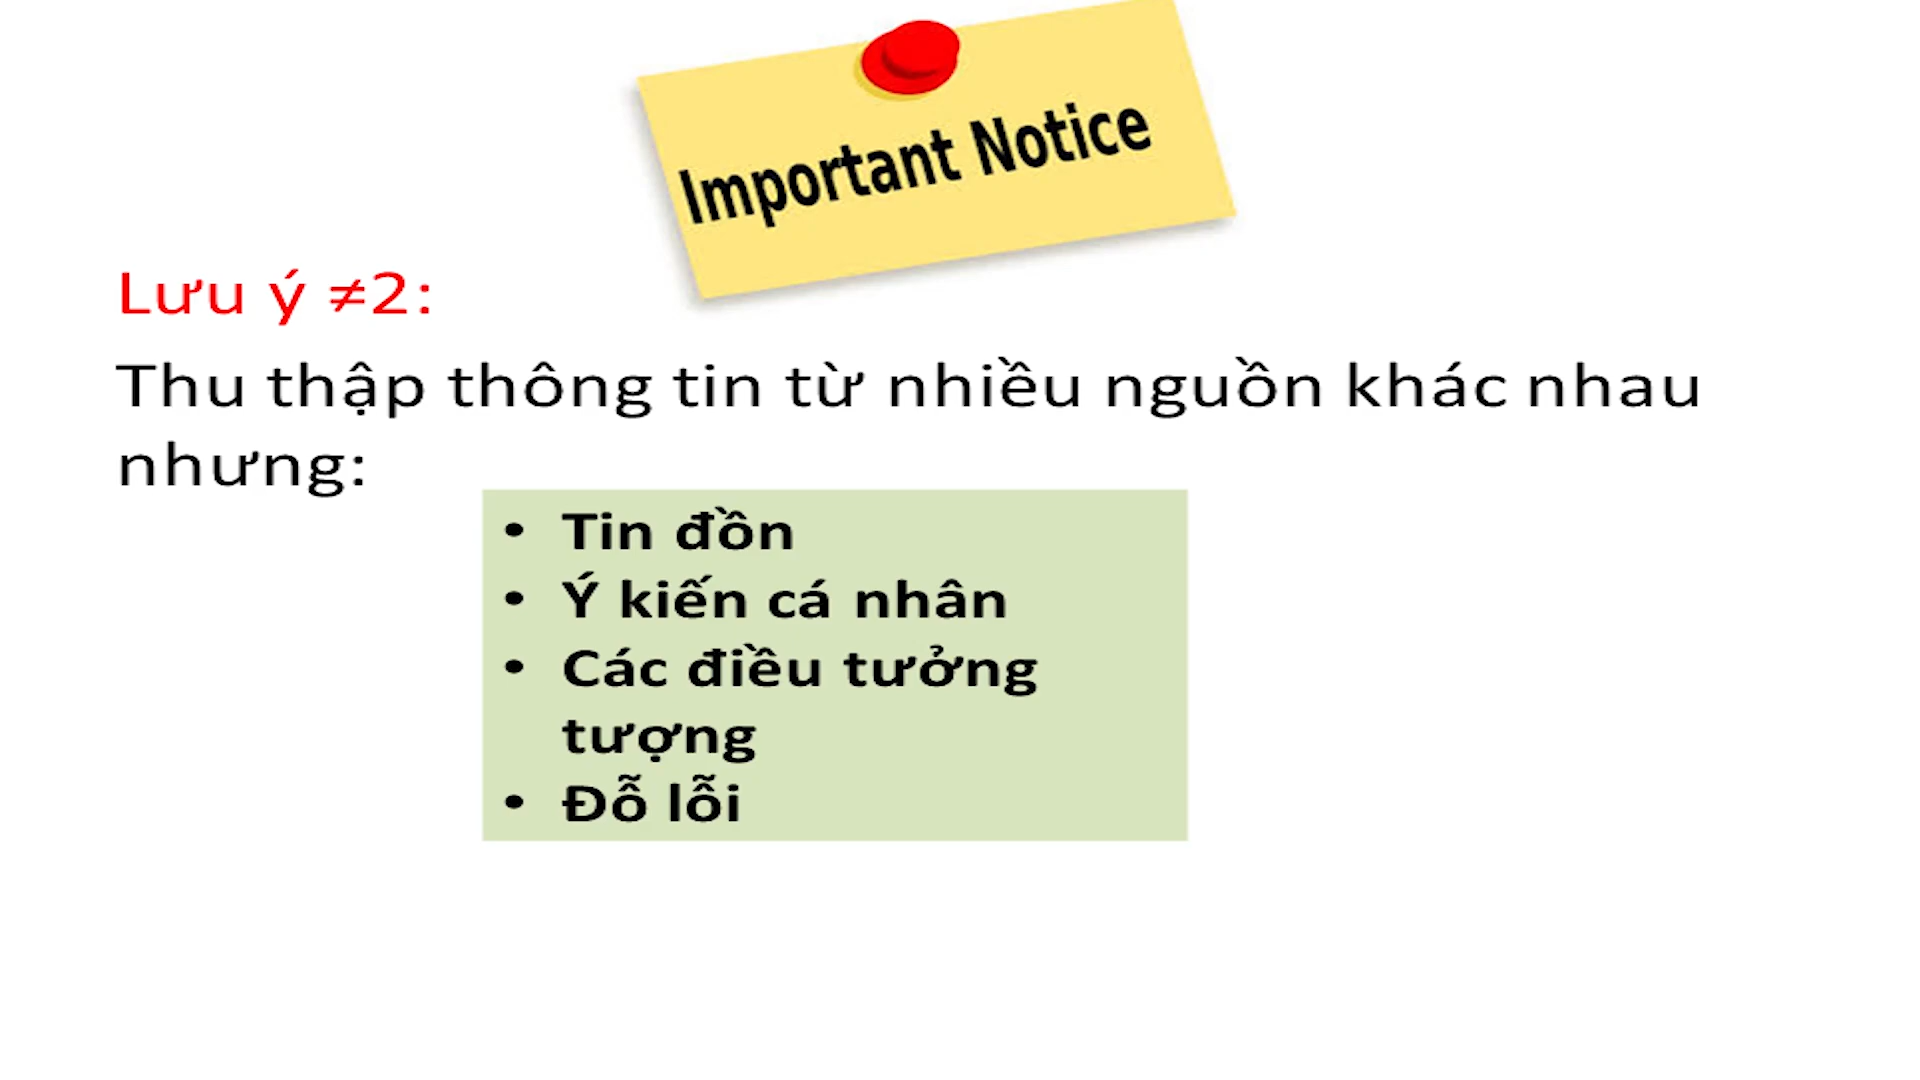 Important Notice
Lưu ý ≠2:
Thu thập thông tin từ nhiều nguồn khác nhau
nhưng:
• Tin đồn
• Ý kiến cá nhân
• Các điều tưởng
tượng
• Đỗ lỗi